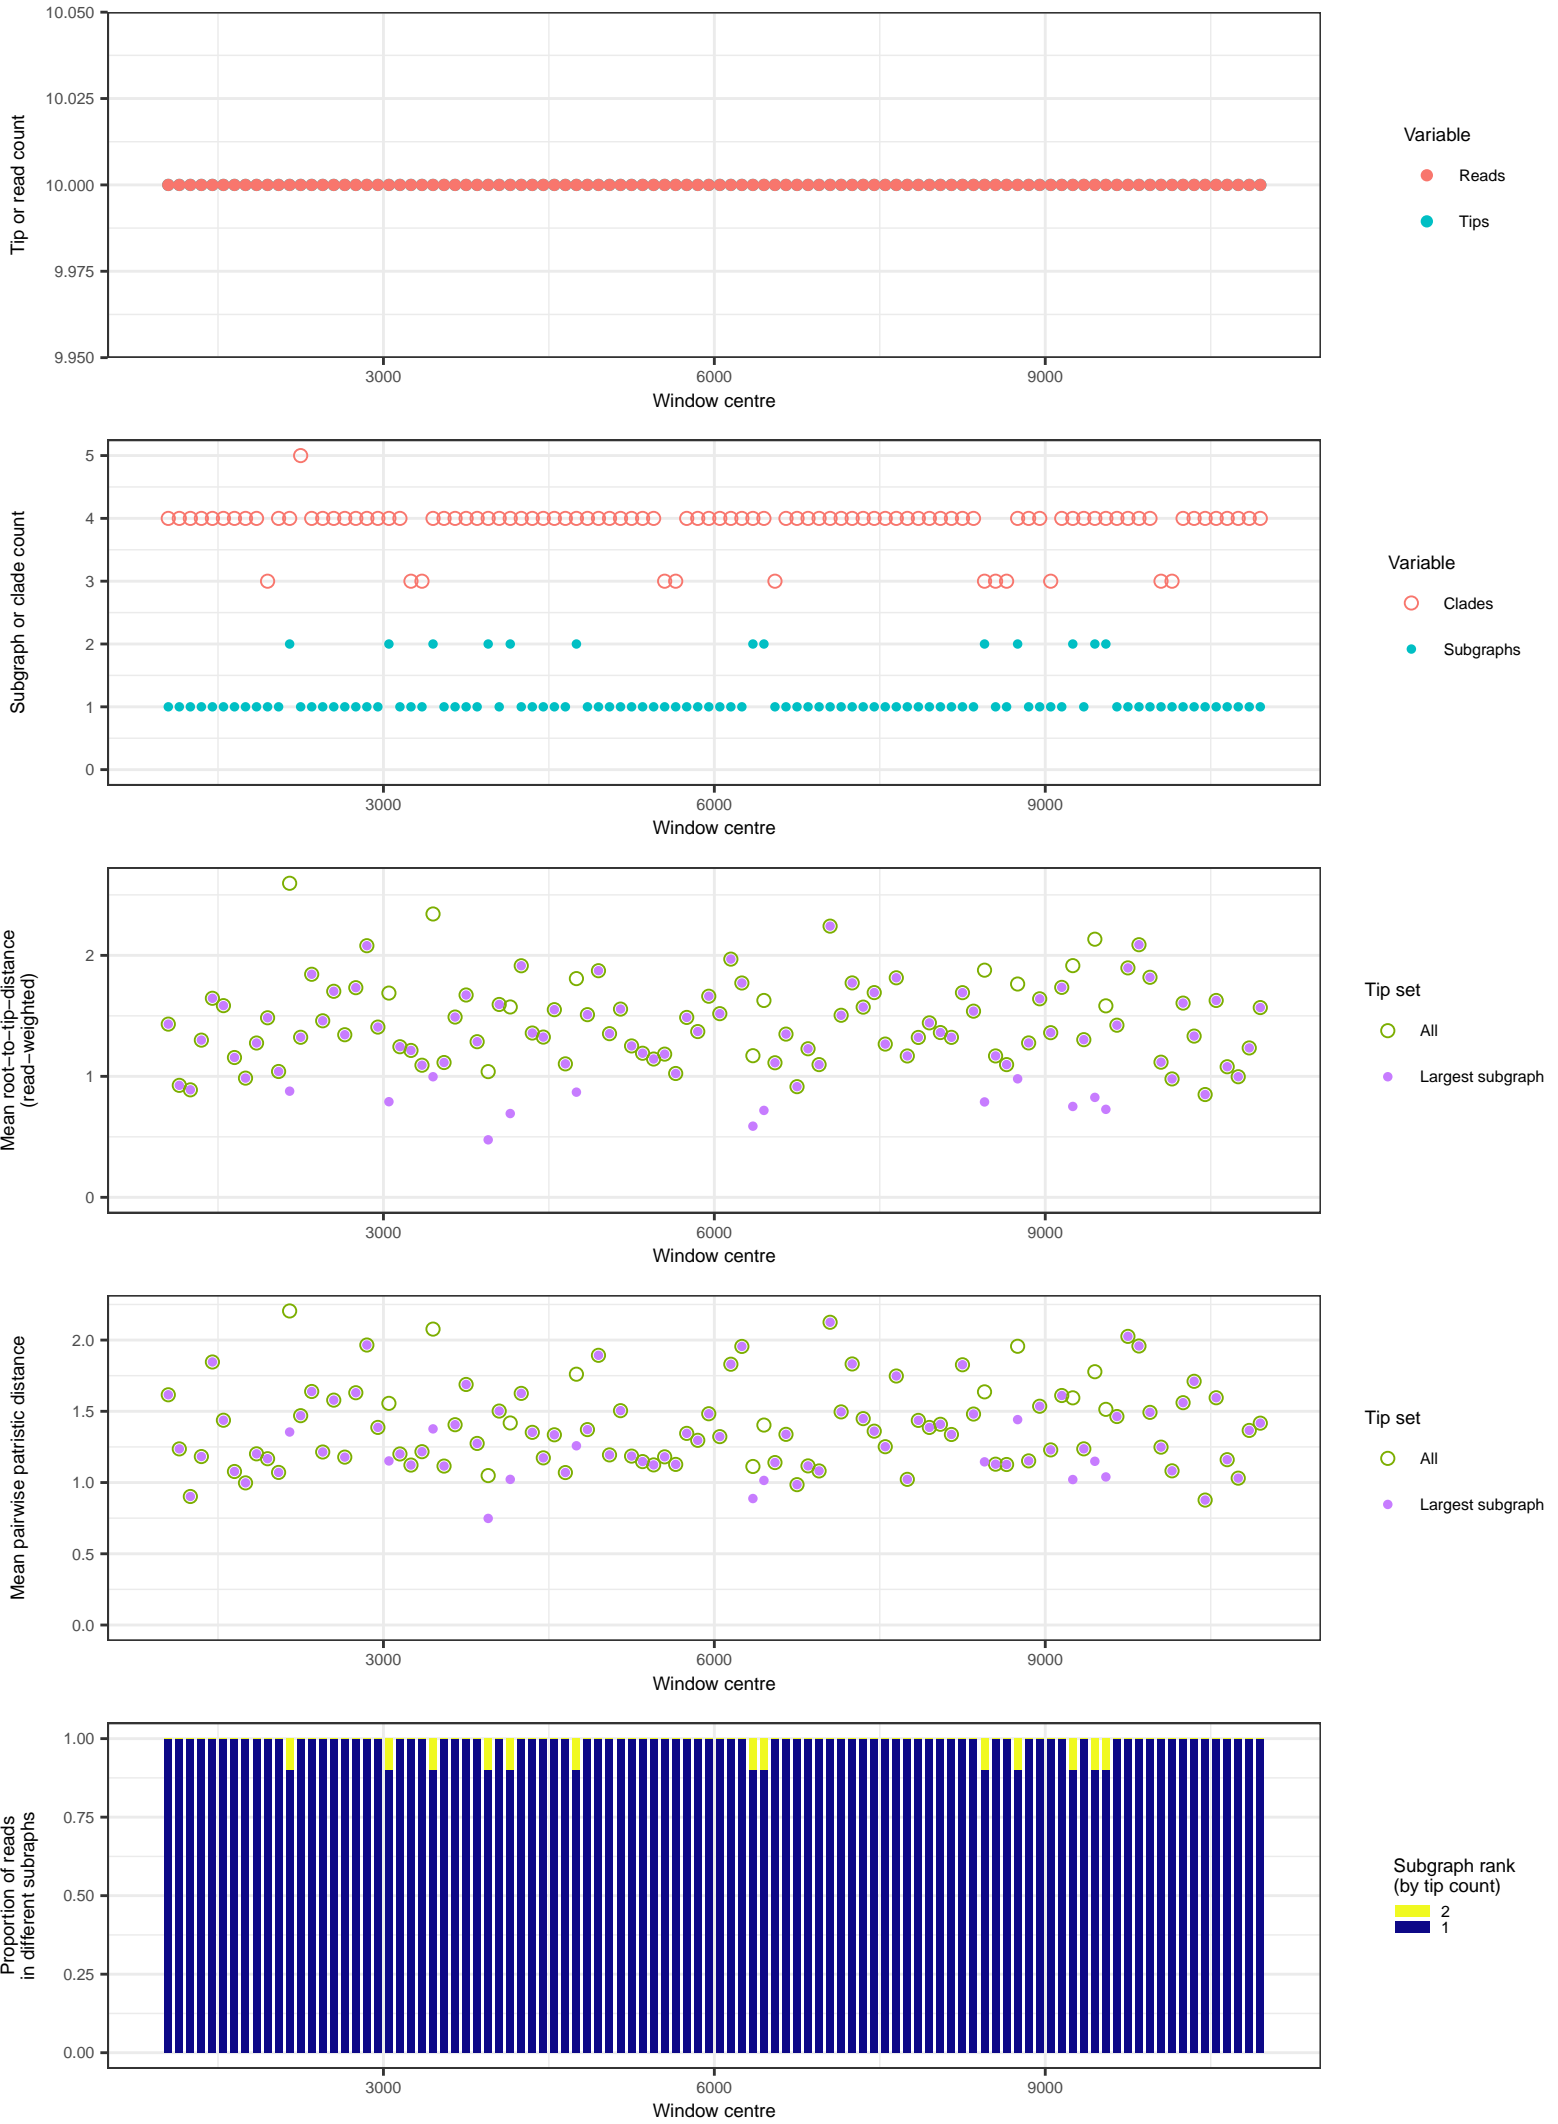 10.050
10.025
10.000
9.975
9.950
Tip or read count
3000
6000
9000
Window centre
Variable
Reads
Tips
5
4
3
2
1
0
Subgraph or clade count
3000
6000
9000
Window centre
Variable
Clades
Subgraphs
2
1
0
Mean root−to−tip−distance
(read−weighted)
3000
6000
9000
Window centre
Tip set
All
Largest subgraph
2.0
1.5
1.0
0.5
0.0
Mean pairwise patristic distance
3000
6000
9000
Window centre
Tip set
All
Largest subgraph
1.00
0.75
0.50
0.25
0.00
Proportion of reads
in different subraphs
3000
6000
9000
Window centre
Subgraph rank
(by tip count)
2
1